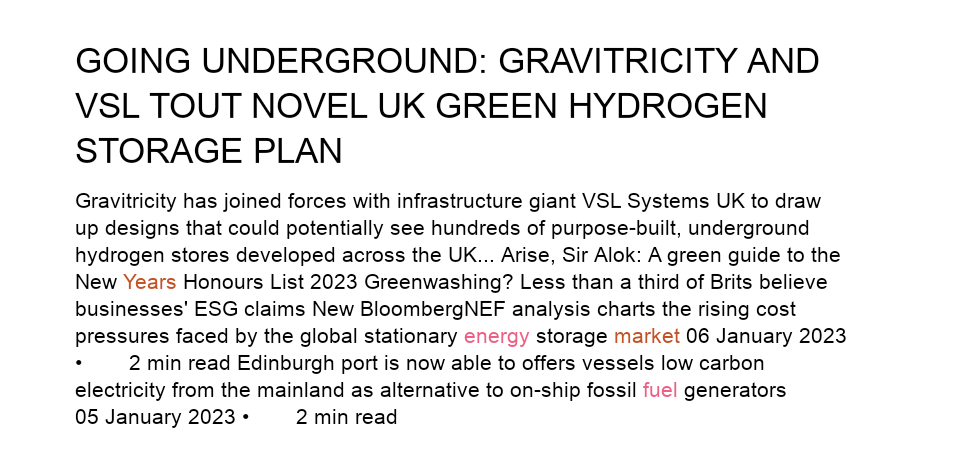 GOING UNDERGROUND: GRAVITRICITY AND
VSL TOUT NOVEL UK GREEN HYDROGEN
STORAGE PLAN
Gravitricity has joined forces with infrastructure giant VSL Systems UK to draw
up designs that could potentially see hundreds of purpose-built, underground
hydrogen stores developed across the UK... Arise, Sir Alok: A green guide to the
New Years Honours List 2023 Greenwashing? Less than a third of Brits believe
businesses' ESG claims New BloombergNEF analysis charts the rising cost
pressures faced by the global stationary energy storage market 06 January 2023
• 2 min read Edinburgh port is now able to offers vessels low carbon
electricity from the mainland as alternative to on-ship fossil fuel generators
05 January 2023 • 2 min read